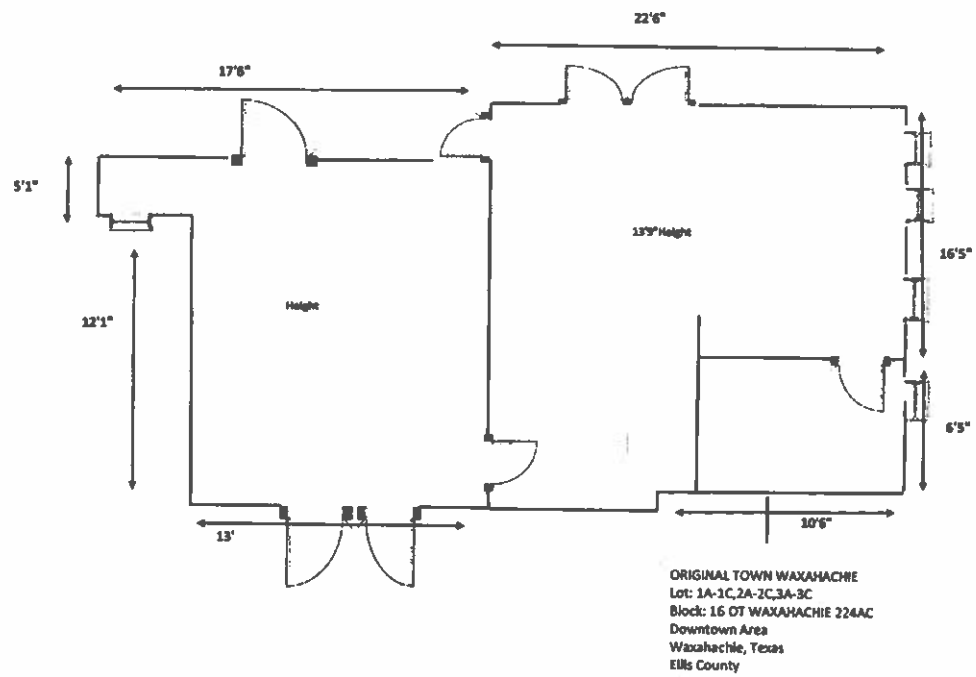 22'6"
17'6"
5'1"
13'9" Height
16'5"
Height
12'1"
6'5"
13'
10'6"
ORIGINAL TOWN WAXAHACHIE
Lot: 1A-1C,2A-2C,3A-3C
Block: 16 OT WAXAHACHIE 224AC
Downtown Area
Waxahachie, Texas
Ellis County